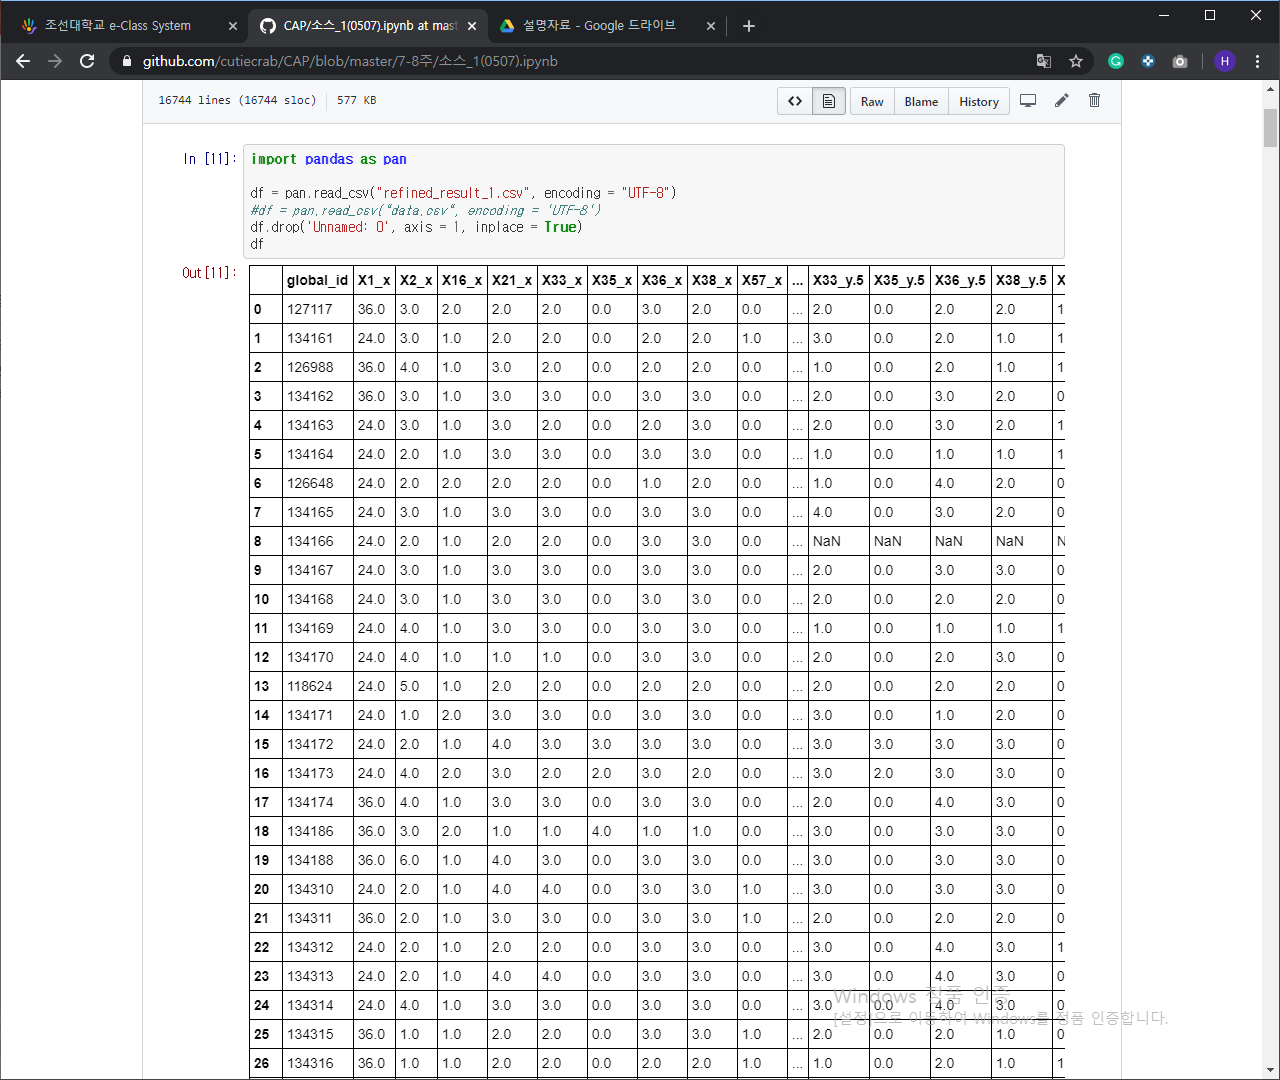 조선대학교 e-Class System
CAP/소스_1(0507).ipynb at mast
설명자료 - Google 드라이브
github.com/cutiecrab/CAP/blob/master/7-8주/소스_1(0507).ipynb
H
16744 lines (16744 sloc) 577 KB
Raw Blame History
In [11]:
import pandas as pan
df = pan.read_csv("refined_result_1.csv", encoding = "UTF-8")
#df = pan.read_csv("data.csv", encoding = 'UTF-8')
df.drop('Unnamed: 0', axis = 1, inplace = True)
df
Out[11]:
global_id X1_x X2_x X16_x X21_x X33_x X35_x X36_x X38_x X57_x ... X33_y.5 X35_y.5 X36_y.5 X38_y.5 X
0 127117 36.0 3.0 2.0 2.0 2.0 0.0 3.0 2.0 0.0 ... 2.0 0.0 2.0 2.0 1
1 134161 24.0 3.0 1.0 2.0 2.0 0.0 2.0 2.0 1.0 ... 3.0 0.0 2.0 1.0 1
2 126988 36.0 4.0 1.0 3.0 2.0 0.0 2.0 2.0 0.0 ... 1.0 0.0 2.0 1.0 1
3 134162 36.0 3.0 1.0 3.0 3.0 0.0 3.0 3.0 0.0 ... 2.0 0.0 3.0 2.0 0
4 134163 24.0 3.0 1.0 3.0 2.0 0.0 2.0 3.0 0.0 ... 2.0 0.0 3.0 2.0 1
5 134164 24.0 2.0 1.0 3.0 3.0 0.0 3.0 3.0 0.0 ... 1.0 0.0 1.0 1.0 1
6 126648 24.0 2.0 2.0 2.0 2.0 0.0 1.0 2.0 0.0 ... 1.0 0.0 4.0 2.0 0
7 134165 24.0 3.0 1.0 3.0 3.0 0.0 3.0 3.0 0.0 ... 4.0 0.0 3.0 2.0 0
8 134166 24.0 2.0 1.0 2.0 2.0 0.0 3.0 3.0 0.0 ... NaN NaN NaN NaN N
9 134167 24.0 3.0 1.0 3.0 3.0 0.0 3.0 3.0 0.0 ... 2.0 0.0 3.0 3.0 0
10 134168 24.0 3.0 1.0 3.0 3.0 0.0 3.0 3.0 0.0 ... 2.0 0.0 2.0 2.0 0
11 134169 24.0 4.0 1.0 3.0 3.0 0.0 3.0 3.0 0.0 ... 1.0 0.0 1.0 1.0 1
12 134170 24.0 4.0 1.0 1.0 1.0 0.0 3.0 3.0 0.0 ... 2.0 0.0 2.0 3.0 0
13 118624 24.0 5.0 1.0 2.0 2.0 0.0 2.0 2.0 0.0 ... 2.0 0.0 2.0 2.0 0
14 134171 24.0 1.0 2.0 3.0 3.0 0.0 3.0 3.0 0.0 ... 3.0 0.0 1.0 2.0 0
15 134172 24.0 2.0 1.0 4.0 3.0 3.0 3.0 3.0 0.0 ... 3.0 3.0 3.0 3.0 0
16 134173 24.0 4.0 2.0 3.0 2.0 2.0 3.0 2.0 0.0 ... 3.0 2.0 3.0 3.0 0
17 134174 36.0 4.0 1.0 3.0 3.0 0.0 3.0 3.0 0.0 ... 2.0 0.0 4.0 3.0 0
18 134186 36.0 3.0 2.0 1.0 1.0 4.0 1.0 1.0 0.0 ... 3.0 0.0 3.0 3.0 0
19 134188 36.0 6.0 1.0 4.0 3.0 0.0 3.0 3.0 0.0 ... 3.0 0.0 3.0 3.0 0
20 134310 24.0 2.0 1.0 4.0 4.0 0.0 3.0 3.0 1.0 ... 3.0 0.0 3.0 3.0 0
21 134311 36.0 2.0 1.0 3.0 3.0 0.0 3.0 3.0 1.0 ... 2.0 0.0 2.0 2.0 0
22 134312 24.0 2.0 1.0 2.0 2.0 0.0 3.0 3.0 0.0 ... 3.0 0.0 4.0 3.0 1
23 134313 24.0 2.0 1.0 4.0 4.0 0.0 3.0 3.0 0.0 ... 3.0 0.0 4.0 3.0 0
24 134314 24.0 4.0 1.0 3.0 3.0 0.0 3.0 3.0 0.0 ... 3.0 0.0 4.0 3.0 0
25 134315 36.0 1.0 1.0 2.0 2.0 0.0 3.0 3.0 1.0 ... 2.0 0.0 2.0 1.0 0
26 134316 36.0 1.0 1.0 2.0 2.0 0.0 2.0 2.0 1.0 ... 1.0 0.0 2.0 1.0 1
Windows 정품 인증
[설정]으로 이동하여 Windows를 정품 인증합니다.